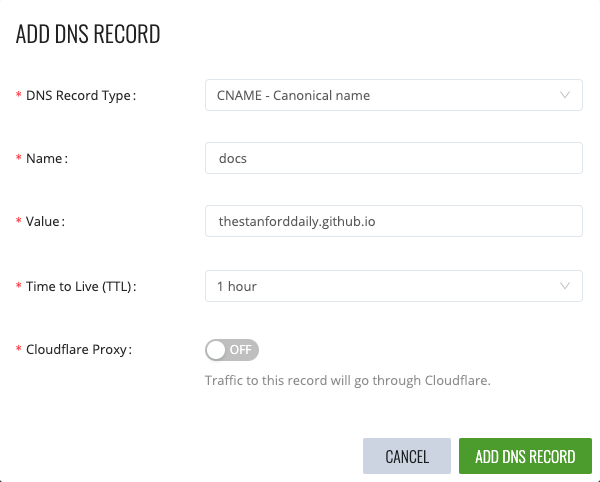 ADD DNS RECORD
* DNS Record Type: CNAME - Canonical name
* Name: docs
* Value: thestanforddaily.github.io
* Time to Live (TTL): 1 hour
* Cloudflare Proxy: OFF
Traffic to this record will go through Cloudflare.
CANCEL ADD DNS RECORD